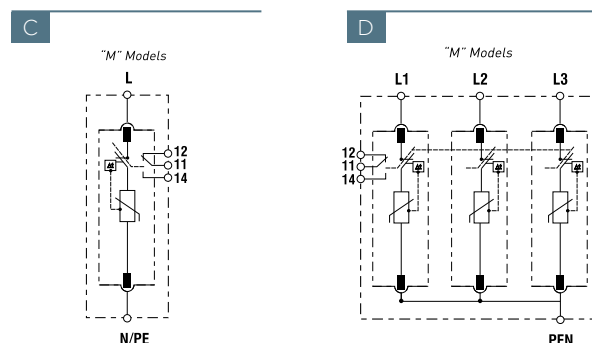 C
"M" Models
L
12
11
14
N/PE
D
"M" Models
L1 L2 L3
12
11
14
PEN